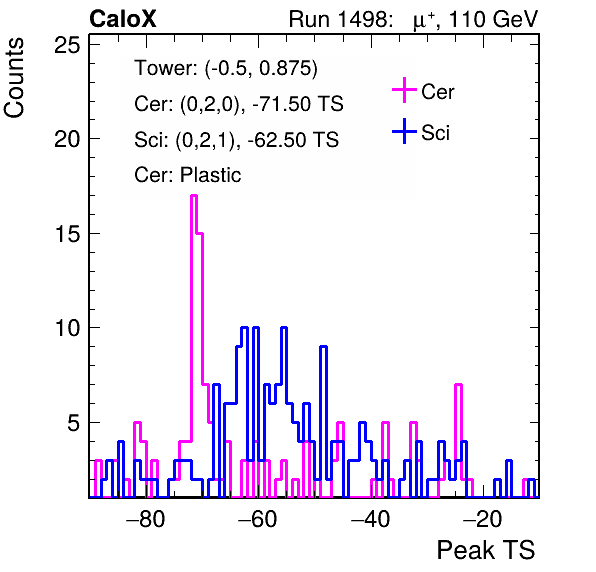 CaloX
Run 1498: μ⁺, 110 GeV
Counts
25
20
15
10
5
Tower: (-0.5, 0.875)
Cer: (0,2,0), -71.50 TS
Sci: (0,2,1), -62.50 TS
Cer: Plastic
Cer
Sci
−80 −60 −40 −20
Peak TS